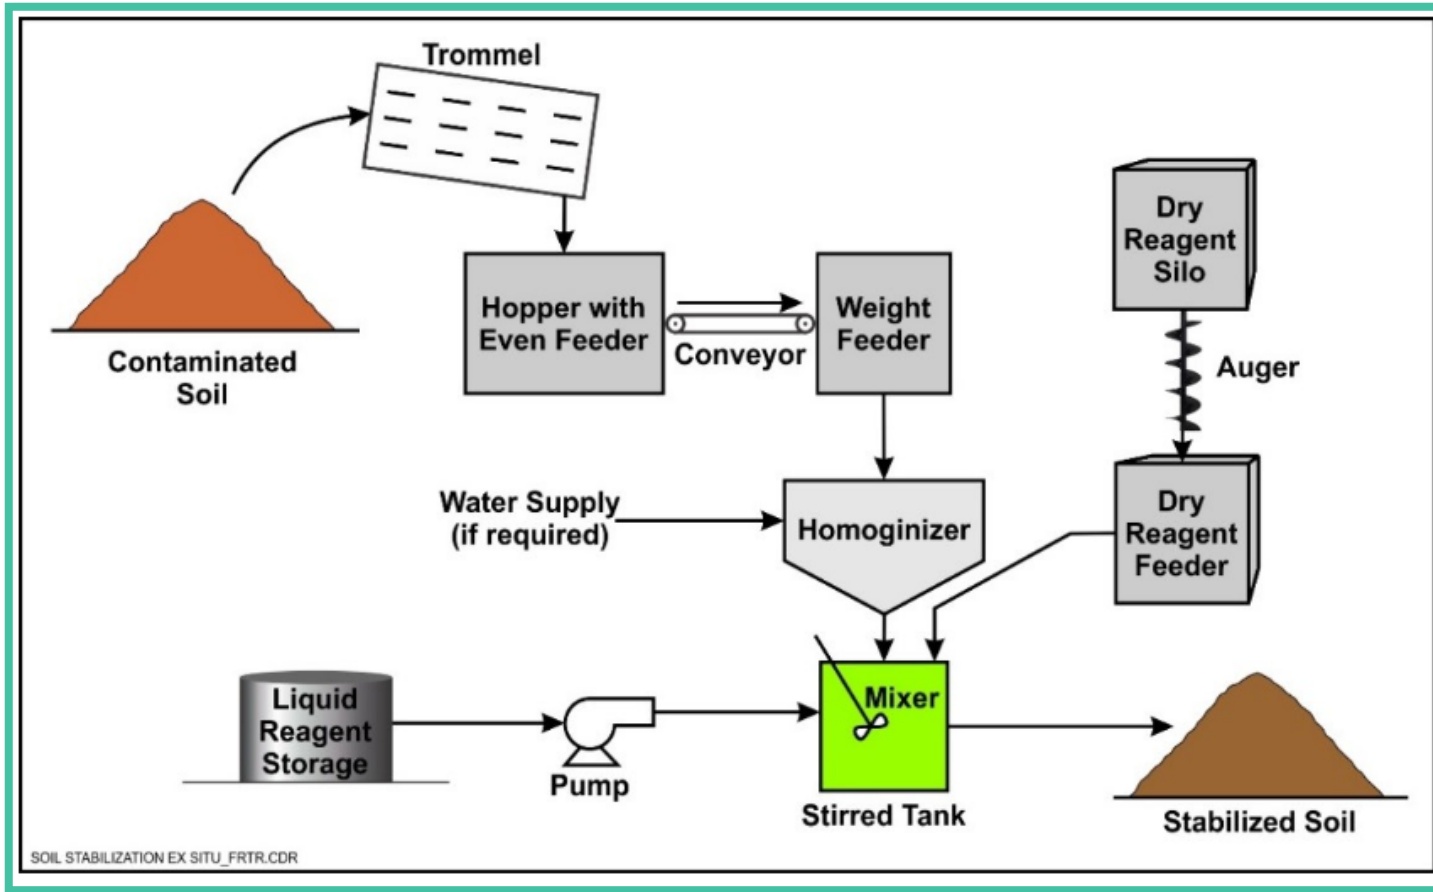 Trommel
Contaminated
Soil
Hopper with
Even Feeder
Conveyor
Weight
Feeder
Dry
Reagent
Silo
Auger
Water Supply
(if required)
Homoginizer
Dry
Reagent
Feeder
Liquid
Reagent
Storage
Pump
Mixer
Stirred Tank
Stabilized Soil
SOIL STABILIZATION EX SITU_FRTR.CDR